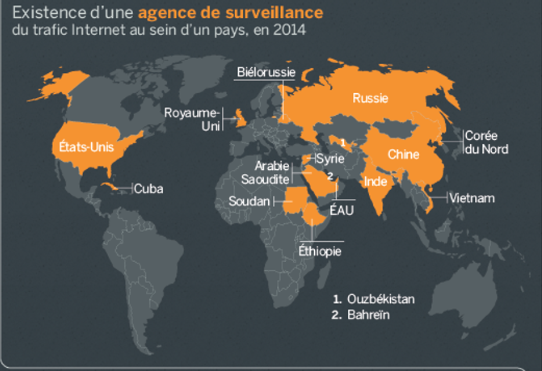 Existence d'une agence de surveillance
du trafic Internet au sein d'un pays, en 2014
Biélorussie
Royaume-
Uni
Russie
États-Unis
Corée
du Nord
1
Syrie
Chine
Arabie
Saoudite
2
Inde
Cuba
Soudan
ÉAU
Vietnam
Éthiopie
1. Ouzbékistan
2. Bahreïn